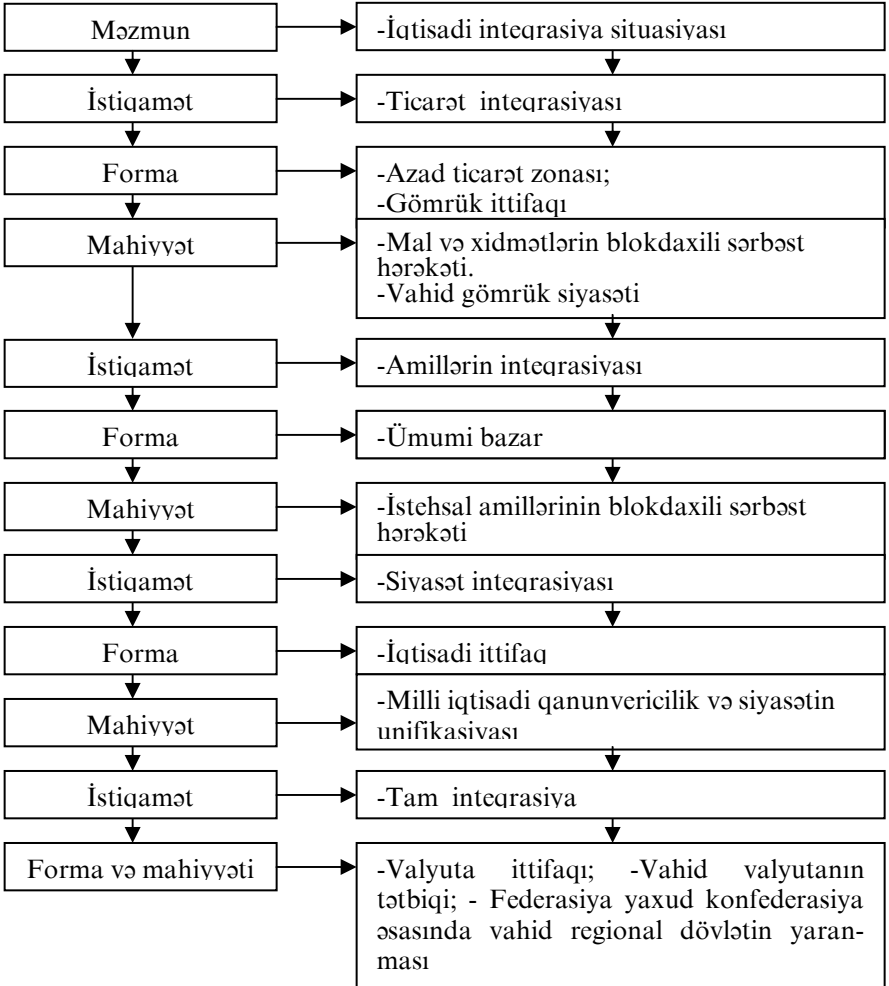 Məzmun
-İqtisadi inteqrasiya situasiyası
İstiqamət
-Ticarət inteqrasiyası
Forma
-Azad ticarət zonası;
-Gömrük ittifaqı
Mahiyyət
-Mal və xidmətlərin blokdaxili sərbəst
hərəkəti.
-Vahid gömrük siyasəti
İstiqamət
-Amillərin inteqrasiyası
Forma
-Ümumi bazar
Mahiyyət
-İstehsal amillərinin blokdaxili sərbəst
hərəkəti
İstiqamət
-Siyasət inteqrasiyası
Forma
-İqtisadi ittifaq
Mahiyyət
-Milli iqtisadi qanunvericilik və siyasətin
unifikasiyası
İstiqamət
-Tam inteqrasiya
Forma və mahiyyəti
-Valyuta ittifaqı; -Vahid valyutanın
tətbiqi; - Federasiya yaxud konfederasiya
əsasında vahid regional dövlətin yaran-
ması